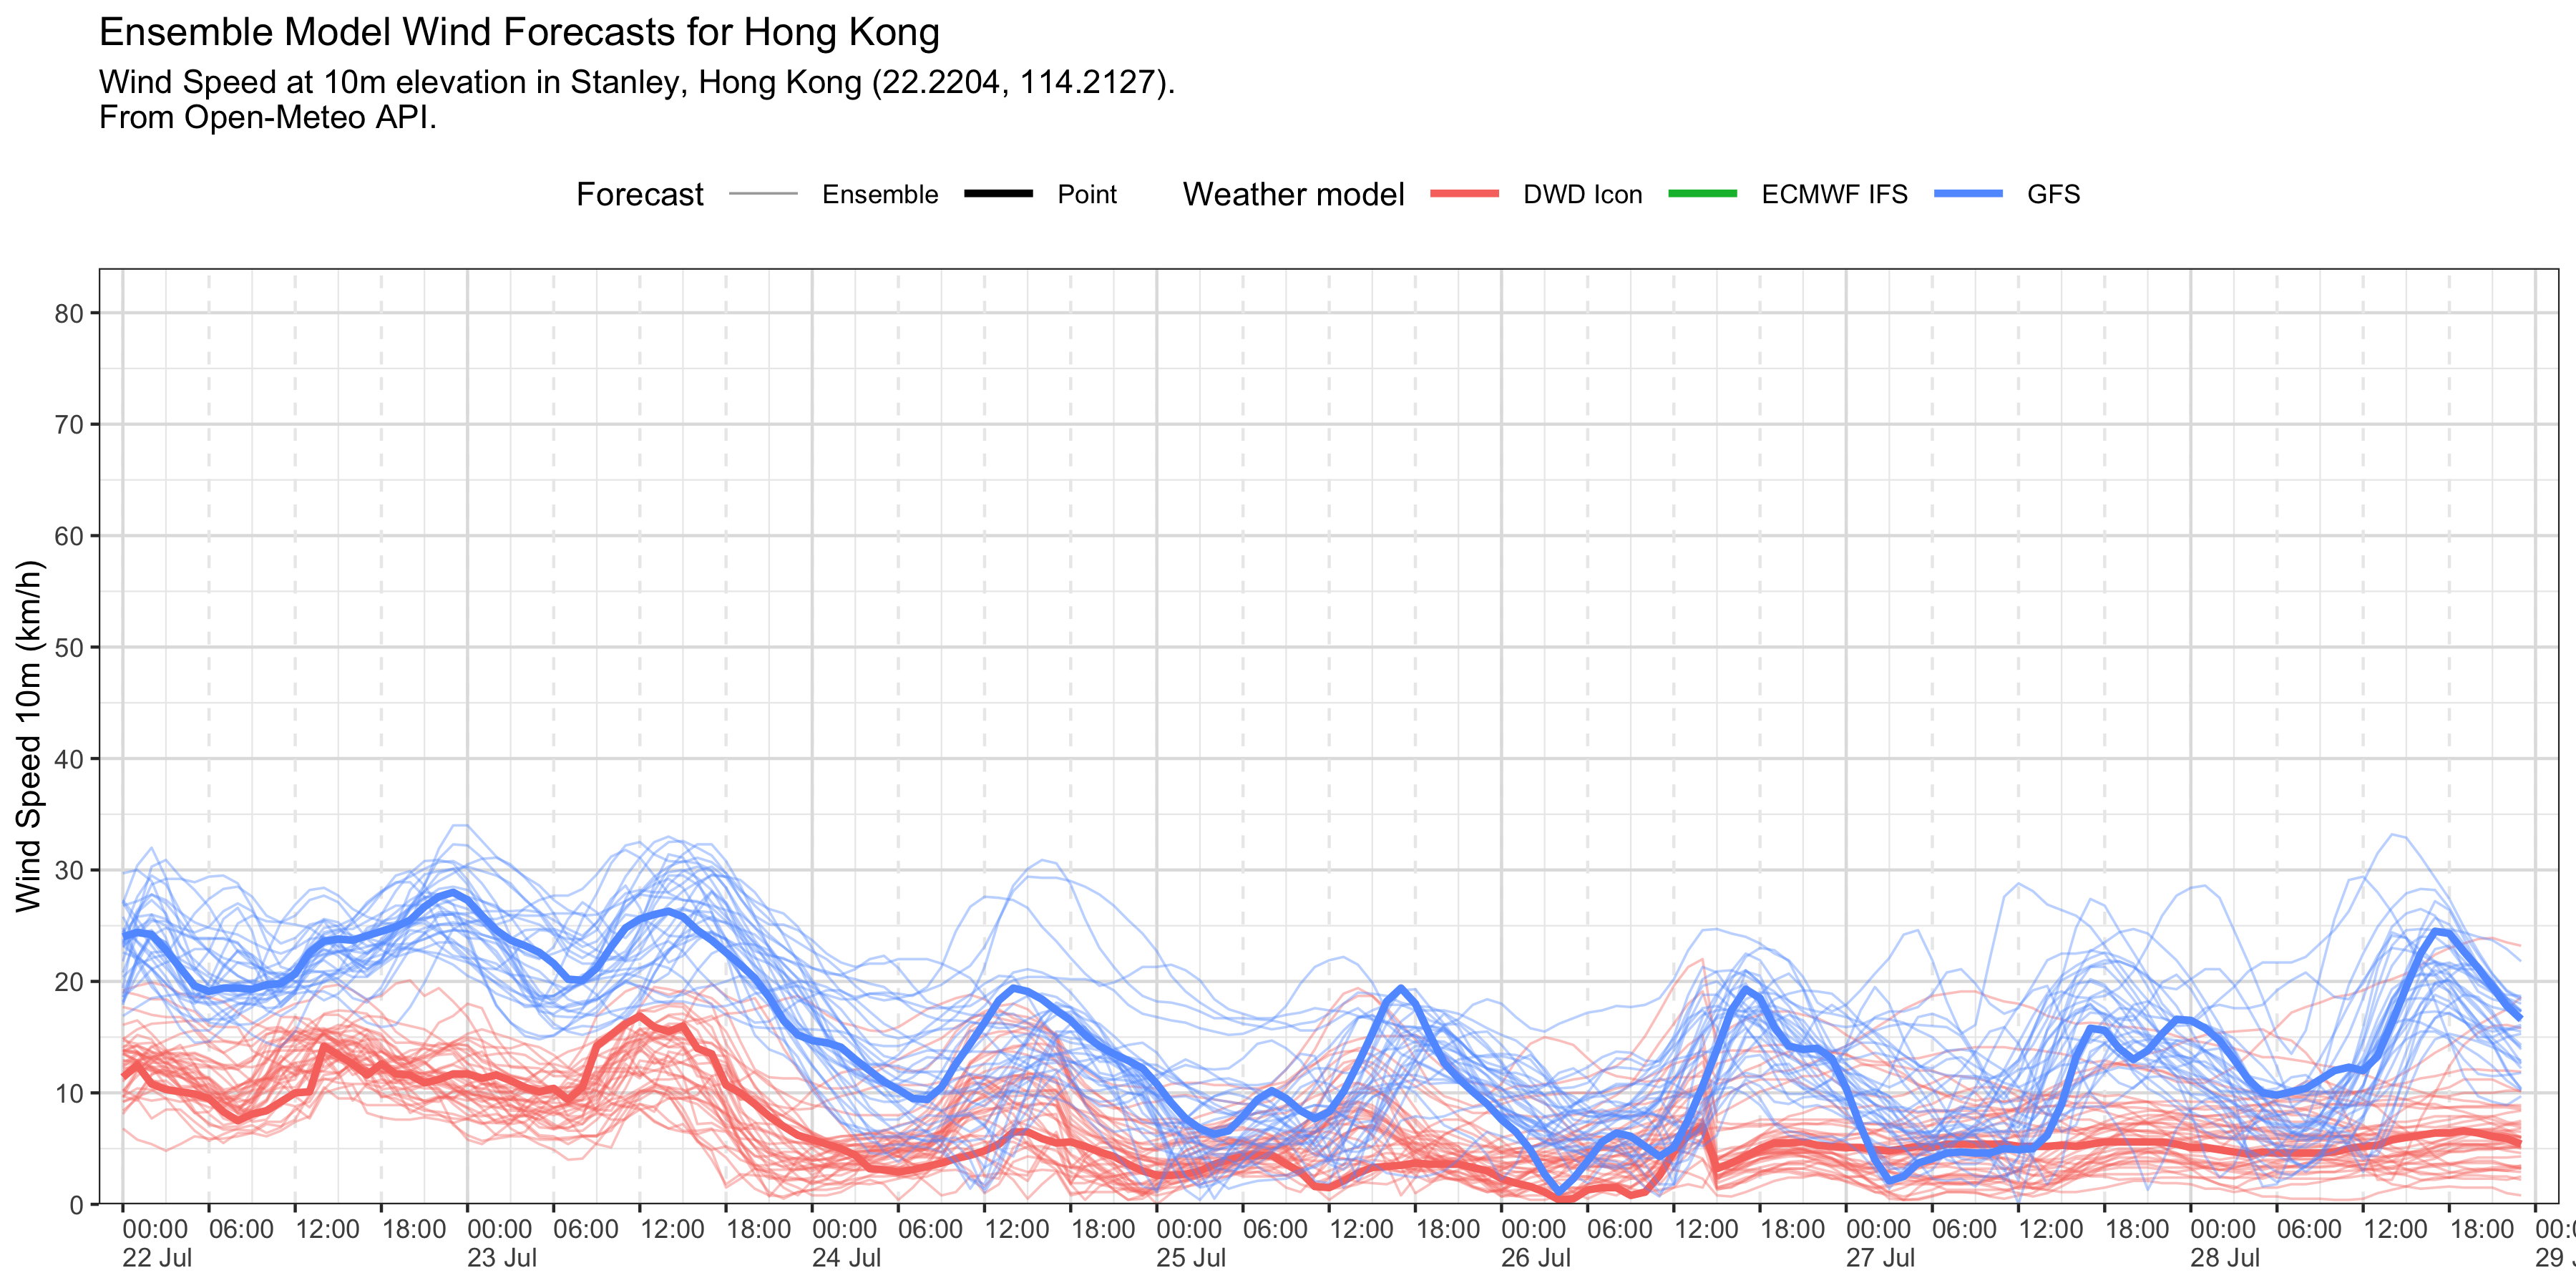 Ensemble Model Wind Forecasts for Hong Kong
Wind Speed at 10m elevation in Stanley, Hong Kong (22.2204, 114.2127).
From Open-Meteo API.
Forecast Ensemble Point Weather model DWD Icon ECMWF IFS GFS
Wind Speed 10m (km/h)
80
70
60
50
40
30
20
10
0
00:00 06:00 12:00 18:00 00:00 06:00 12:00 18:00 00:00 06:00 12:00 18:00 00:00 06:00 12:00 18:00 00:00 06:00 12:00 18:00 00:00 06:00 12:00 18:00 00:00 06:00 12:00 18:00
22 Jul 23 Jul 24 Jul 25 Jul 26 Jul 27 Jul 28 Jul 29